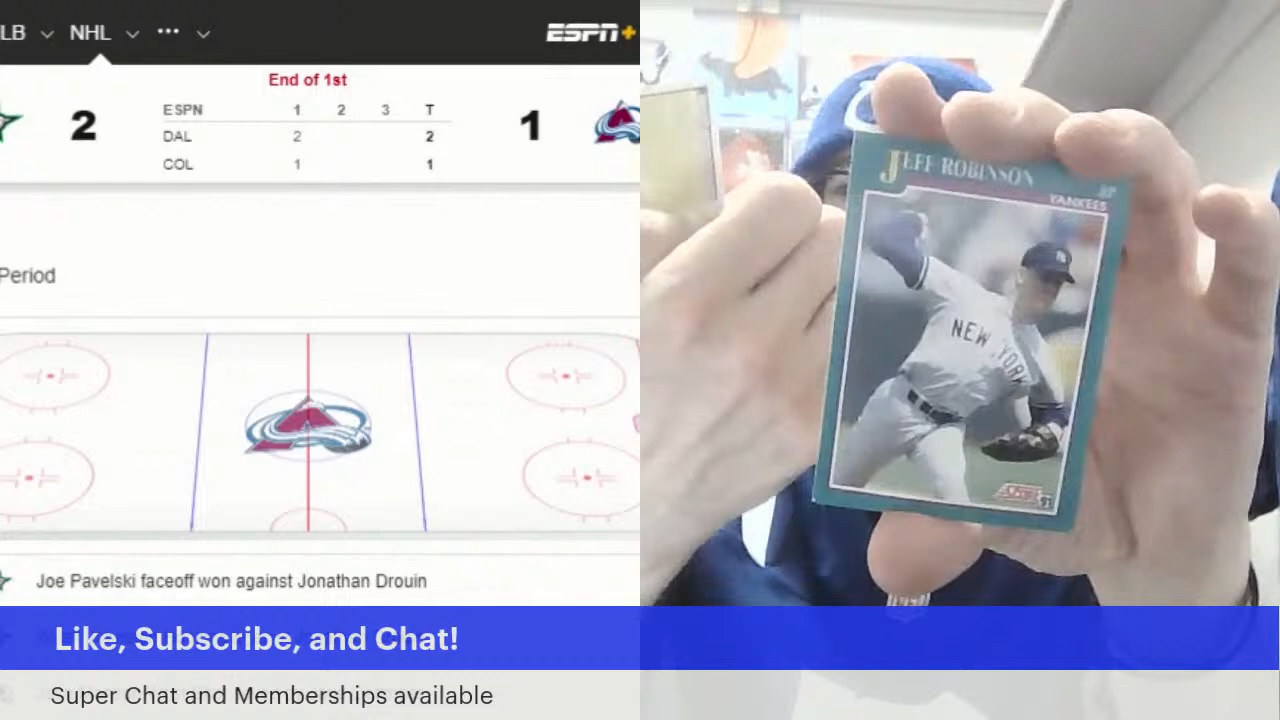 LB NHL ...
ESPN+
End of 1st
2
ESPN 1 2 3 T
DAL 2 2
COL 1 1
1
Period
Joe Pavelski faceoff won against Jonathan Drouin
JEFF ROBINSON
YANKEES
NEW YORK
SCORE
Like, Subscribe, and Chat!
Super Chat and Memberships available